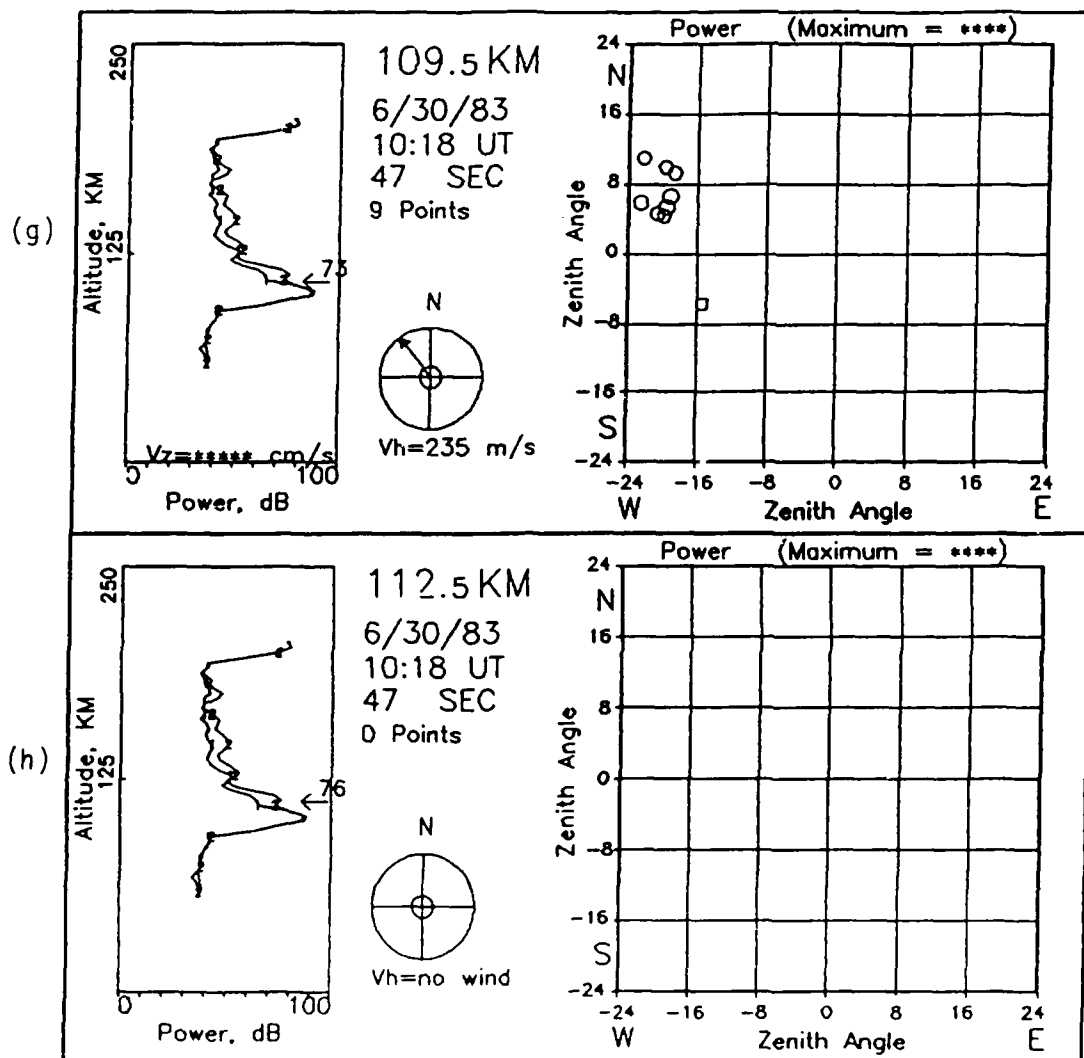 (g)
250
125
Altitude, KM
73
Vz=***** cm/s
0
100
Power, dB
109.5 KM
6/30/83
10:18 UT
47 SEC
9 Points
N
Vh=235 m/s
Power (Maximum = ****)
24
N
16
8
0
-8
-16
S
-24
Zenith Angle
-24 -16 -8 0 8 16 24
W Zenith Angle E
(h)
250
125
Altitude, KM
76
0
100
Power, dB
112.5 KM
6/30/83
10:18 UT
47 SEC
0 Points
N
Vh=no wind
Power (Maximum = ****)
24
N
16
8
0
-8
-16
S
-24
Zenith Angle
-24 -16 -8 0 8 16 24
W Zenith Angle E